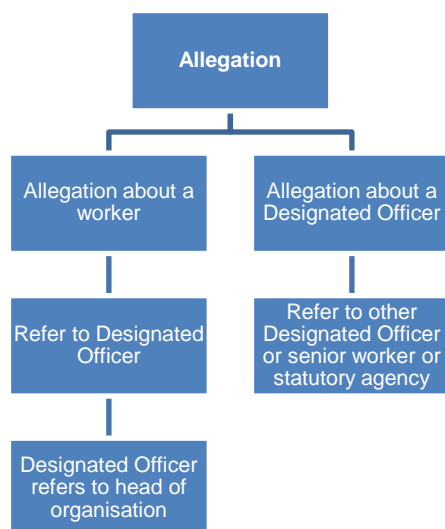 Allegation
Allegation about a
worker
Allegation about a
Designated Officer
Refer to Designated
Officer
Refer to other
Designated Officer
or senior worker or
statutory agency
Designated Officer
refers to head of
organisation